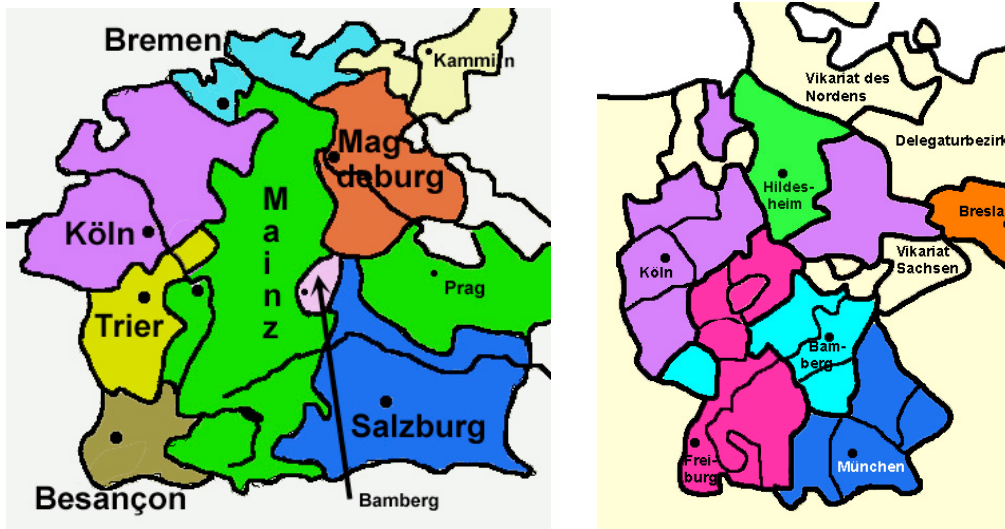 Bremen
Kammin
Mag-
deburg
Köln
M
a
i
n
z
Prag
Trier
Salzburg
Besançon
Bamberg
Vikariat des
Nordens
Delegaturbezirk
Hildes-
heim
Bresla
Vikariat
Sachsen
Köln
Bam-
berg
Frei-
burg
München